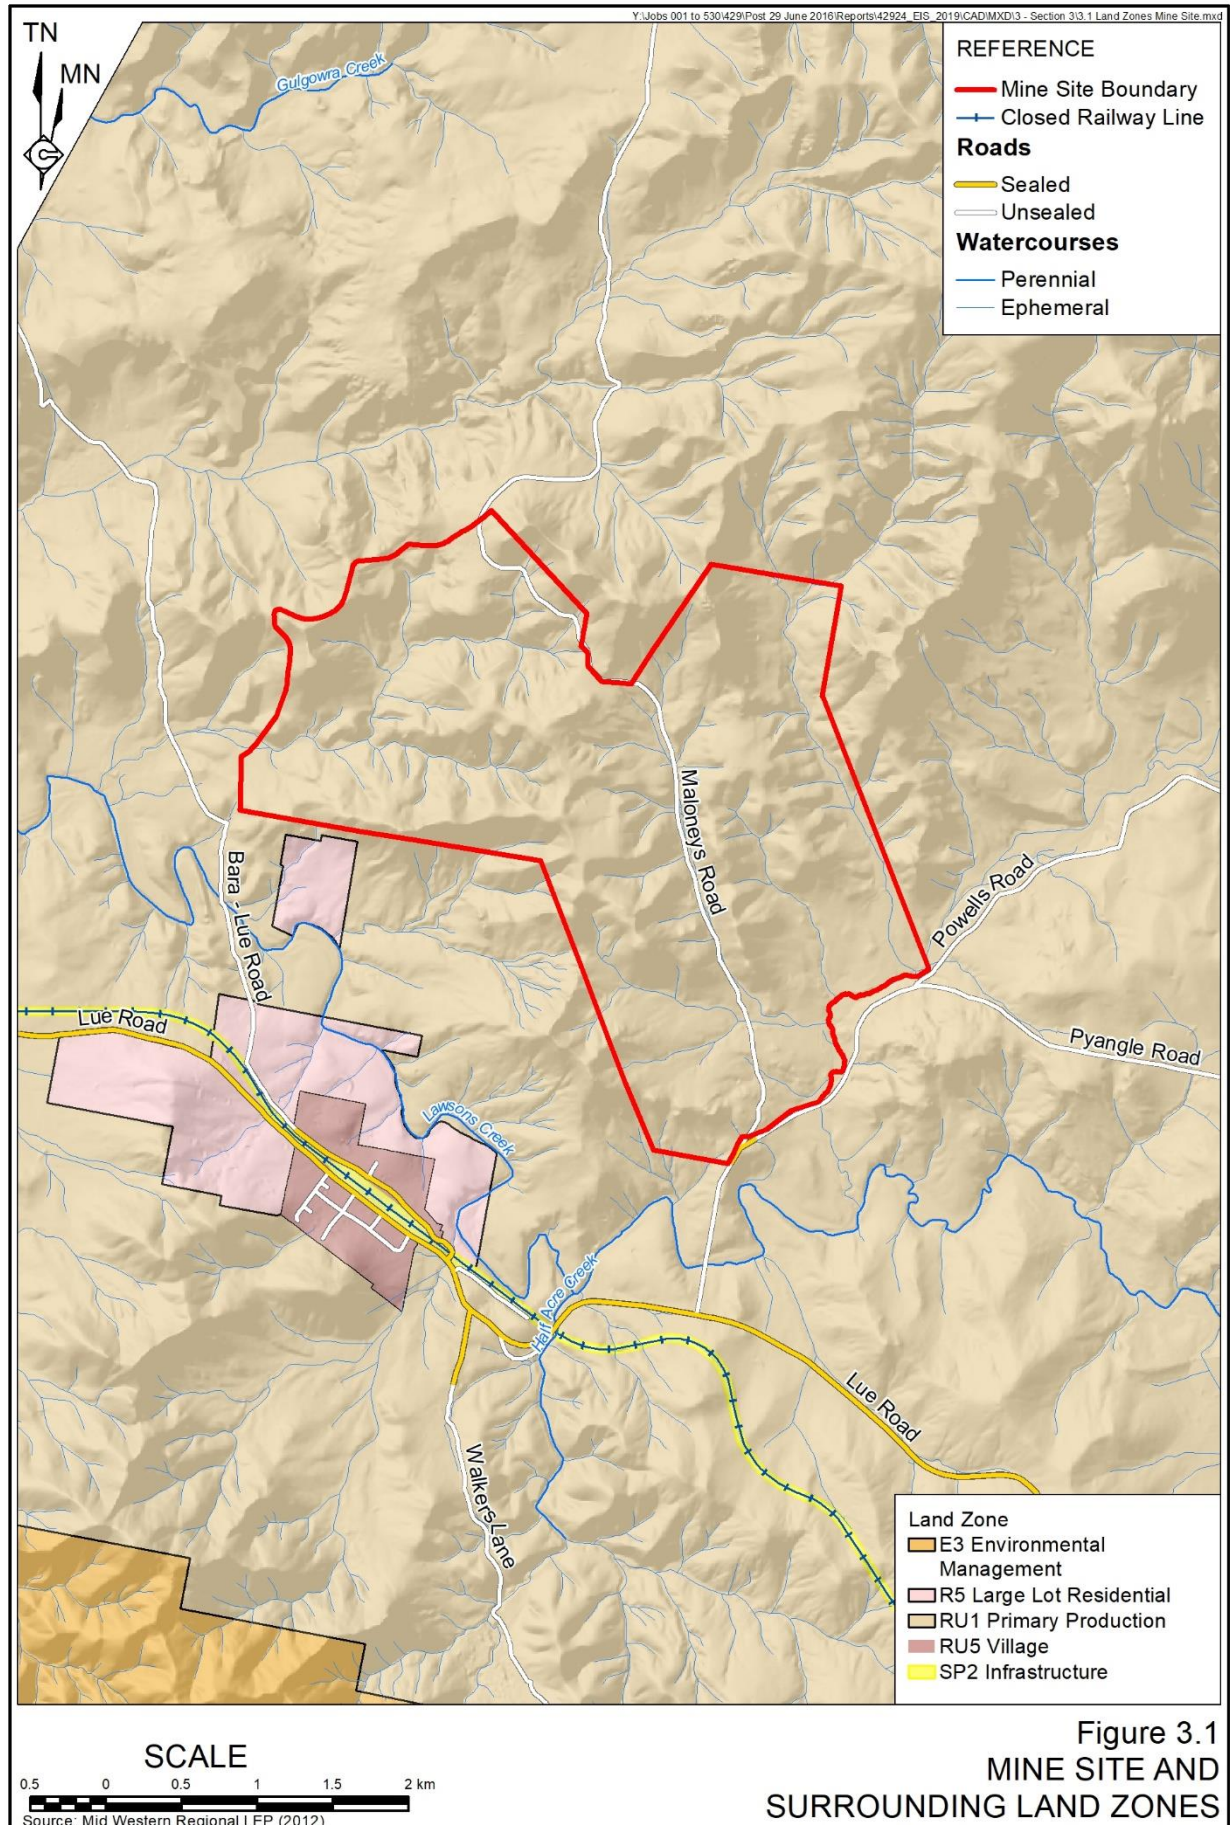 Y:\Jobs 001 to 530\429\Post 29 June 2016\Reports\42924_EIS_2019\CAD\MXD\3 - Section 3\3.1 Land Zones Mine Site.mxd
TN
MN
REFERENCE
Mine Site Boundary
Closed Railway Line
Roads
Sealed
Unsealed
Watercourses
Perennial
Ephemeral
Gulgowra Creek
Maloneys Road
Bara - Lue Road
Powells Road
Lue Road
Pyangle Road
Lawsons Creek
Half Acre Creek
Lue Road
Walkers Lane
Land Zone
E3 Environmental
Management
R5 Large Lot Residential
RU1 Primary Production
RU5 Village
SP2 Infrastructure
SCALE
0.5 0 0.5 1 1.5 2 km
Source: Mid Western Regional LEP (2012)
Figure 3.1
MINE SITE AND
SURROUNDING LAND ZONES